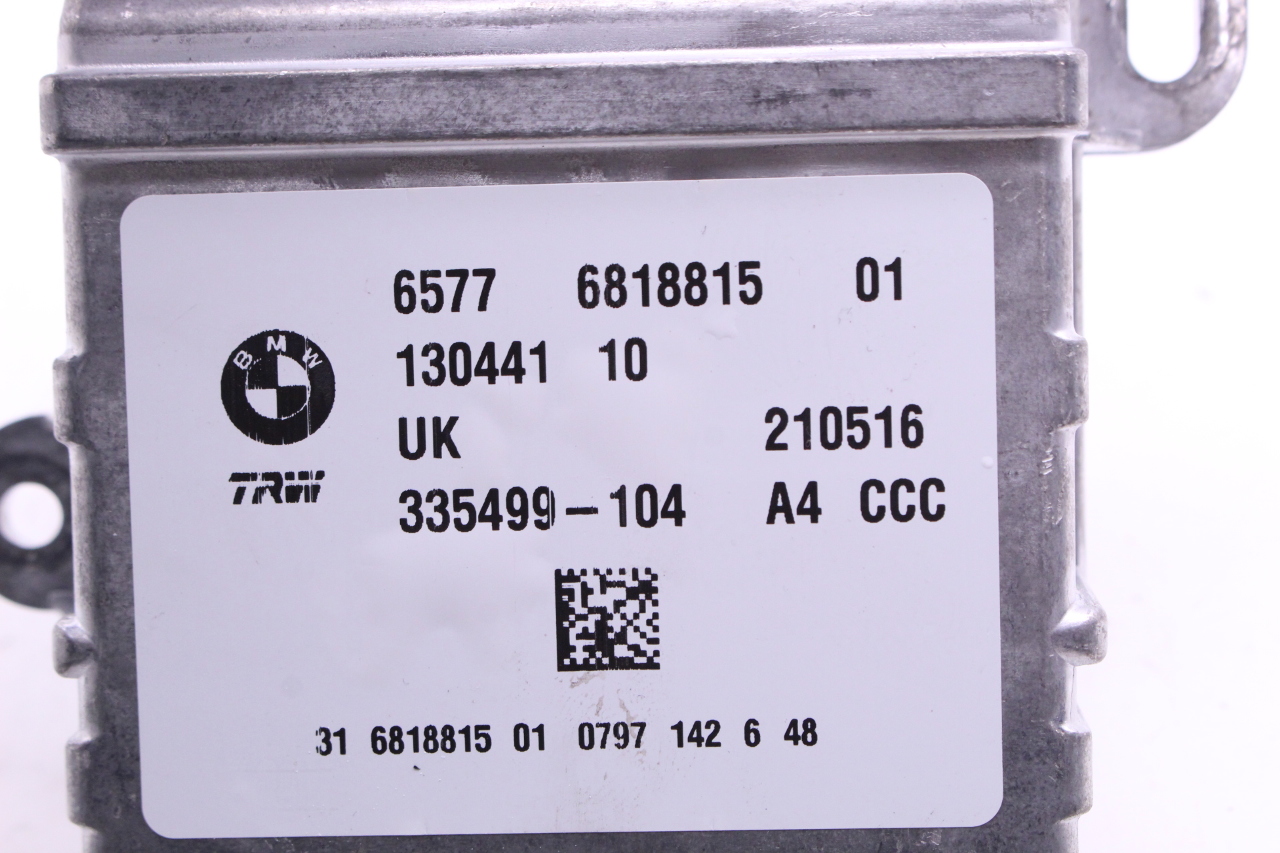 6577 6818815 01
BMW
130441 10
UK 210516
TRW
335499-104 A4 CCC
31 6818815 01 0797 142 6 48